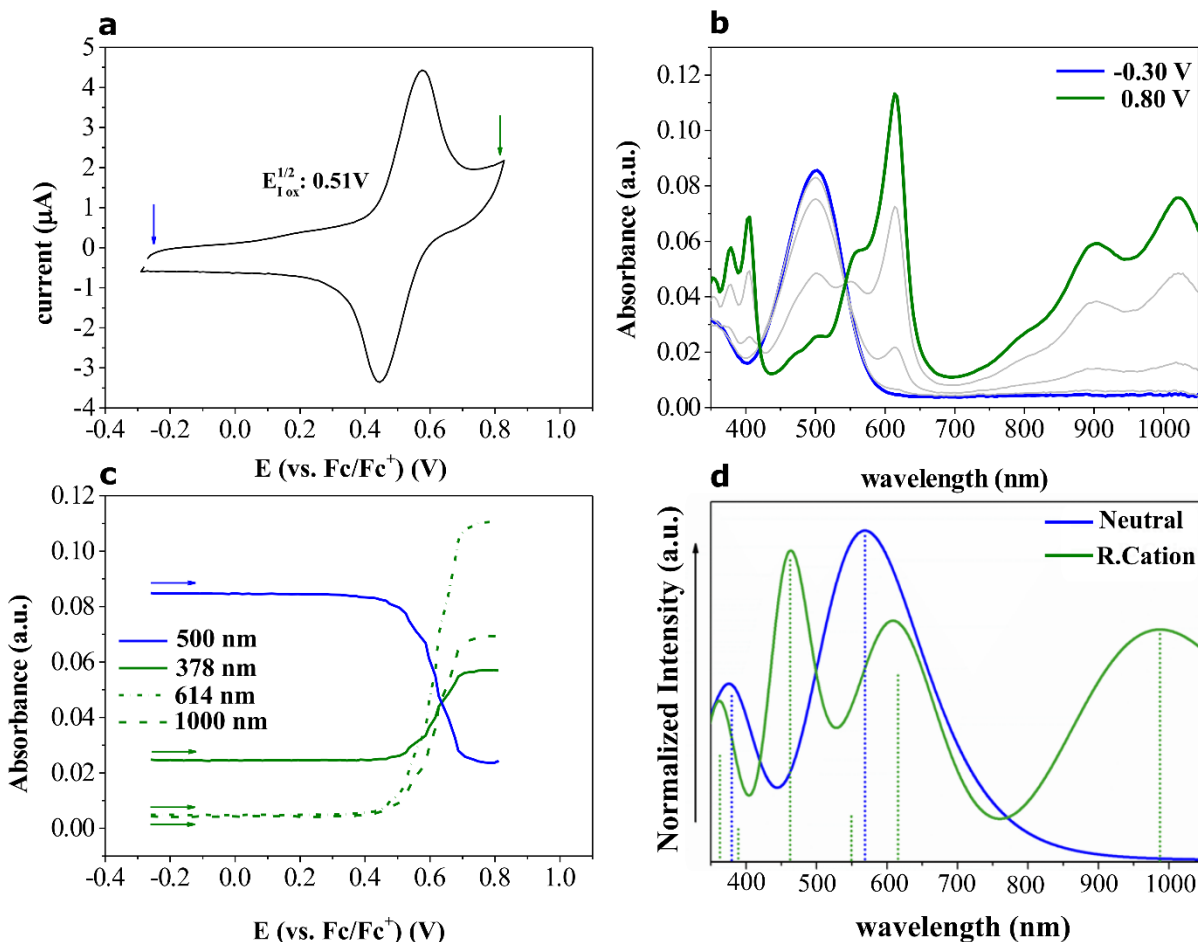 a
5
4
3
2
1
0
-1
-2
-3
-4
current (µA)
E I ox 1/2: 0.51V
-0.4 -0.2 0.0 0.2 0.4 0.6 0.8 1.0
E (vs. Fc/Fc+) (V)
b
0.12
0.10
0.08
0.06
0.04
0.02
0.00
Absorbance (a.u.)
-0.30 V
0.80 V
400 500 600 700 800 900 1000
wavelength (nm)
c
0.12
0.10
0.08
0.06
0.04
0.02
0.00
Absorbance (a.u.)
500 nm
378 nm
614 nm
1000 nm
-0.4 -0.2 0.0 0.2 0.4 0.6 0.8 1.0
E (vs. Fc/Fc+) (V)
d
Normalized Intensity (a.u.)
Neutral
R.Cation
400 500 600 700 800 900 1000
wavelength (nm)